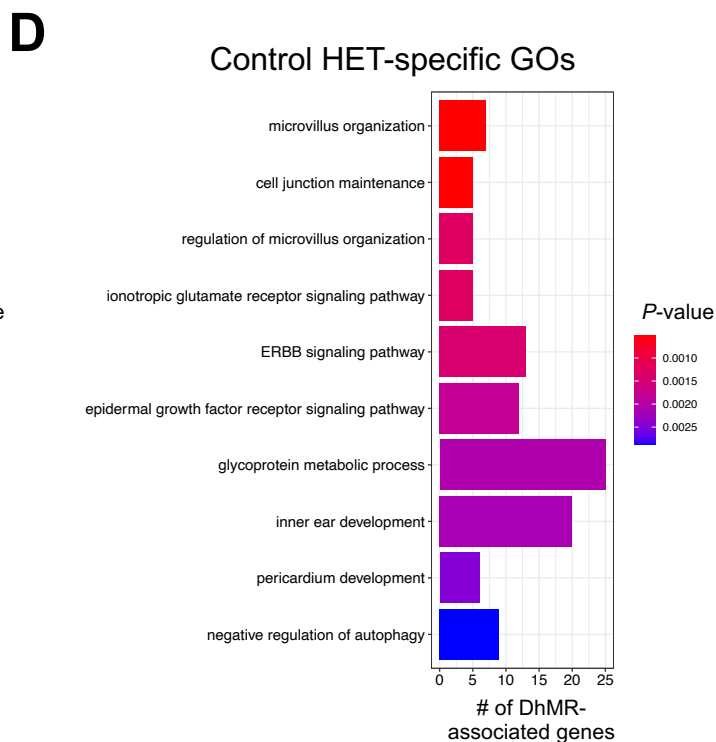 D
Control HET-specific GOs
microvillus organization
cell junction maintenance
regulation of microvillus organization
ionotropic glutamate receptor signaling pathway
ERBB signaling pathway
epidermal growth factor receptor signaling pathway
glycoprotein metabolic process
inner ear development
pericardium development
negative regulation of autophagy
0 5 10 15 20 25
# of DhMR-
associated genes
e
P-value
0.0010
0.0015
0.0020
0.0025